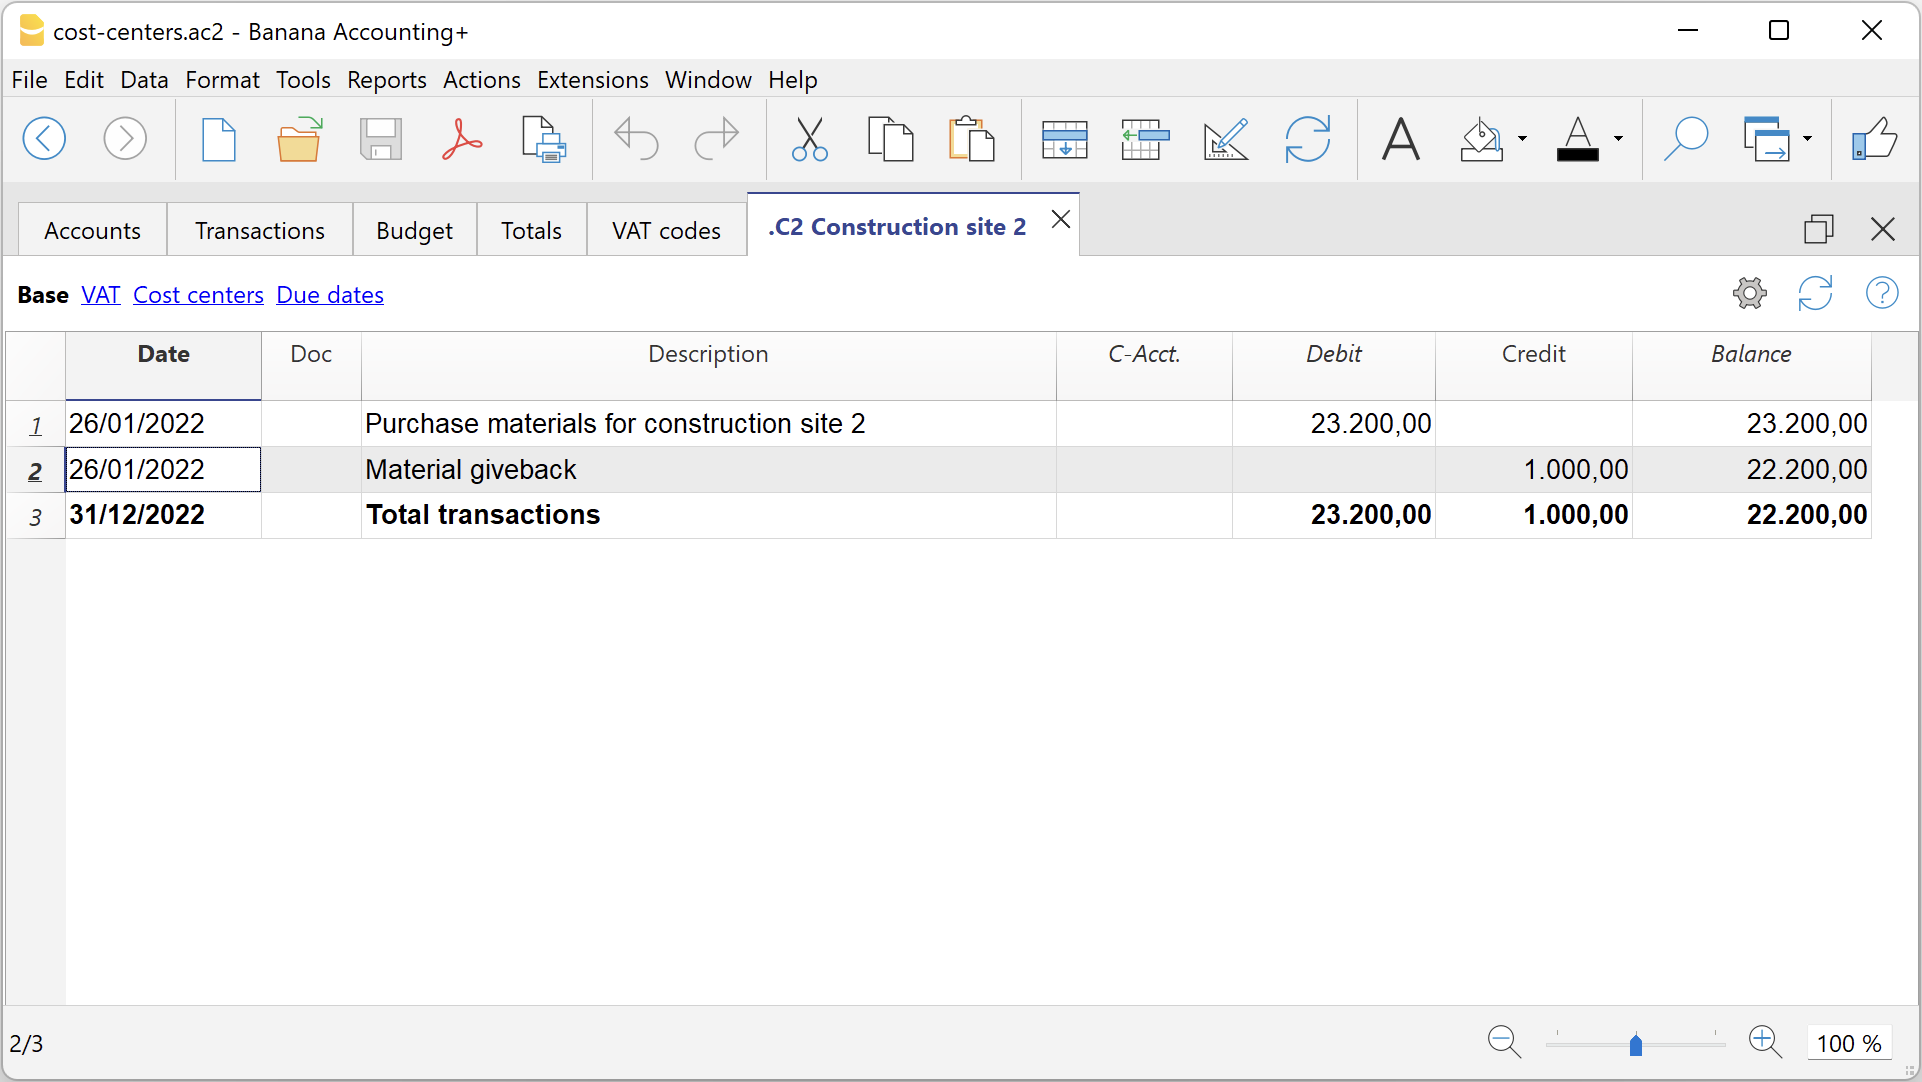 cost-centers.ac2 - Banana Accounting+
File Edit Data Format Tools Reports Actions Extensions Window Help
Accounts Transactions Budget Totals VAT codes .C2 Construction site 2
Base VAT Cost centers Due dates
Date Doc Description C-Acct. Debit Credit Balance
1 26/01/2022 Purchase materials for construction site 2 23.200,00 23.200,00
2 26/01/2022 Material giveback 1.000,00 22.200,00
3 31/12/2022 Total transactions 23.200,00 1.000,00 22.200,00
2/3 100 %